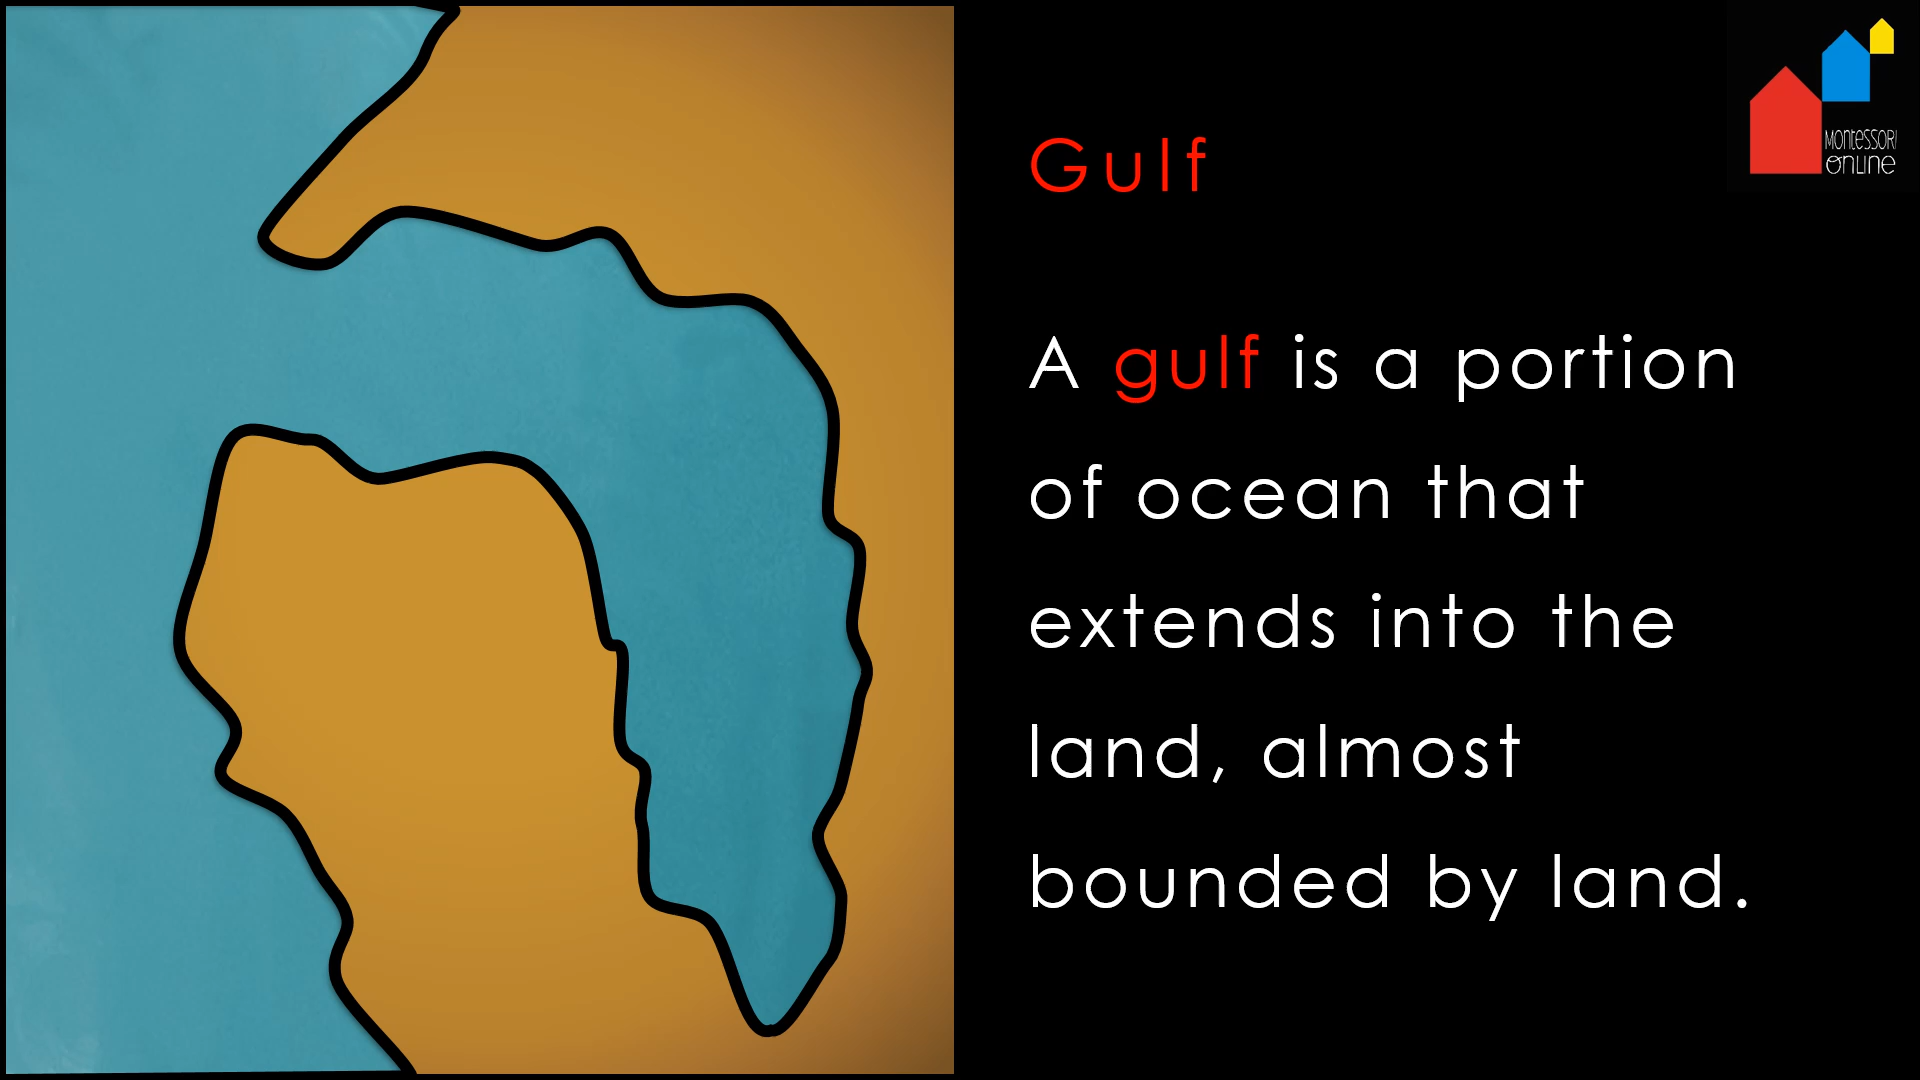 MONTESSORI
ONLINE
Gulf
A gulf is a portion
of ocean that
extends into the
land, almost
bounded by land.